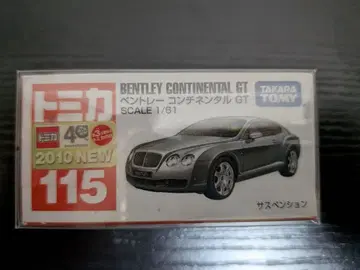 トミカ
40
2010 NEW
115
BENTLEY CONTINENTAL GT
ベントレー コンチネンタル GT
SCALE 1/61
TAKARA
TOMY
サスペンション